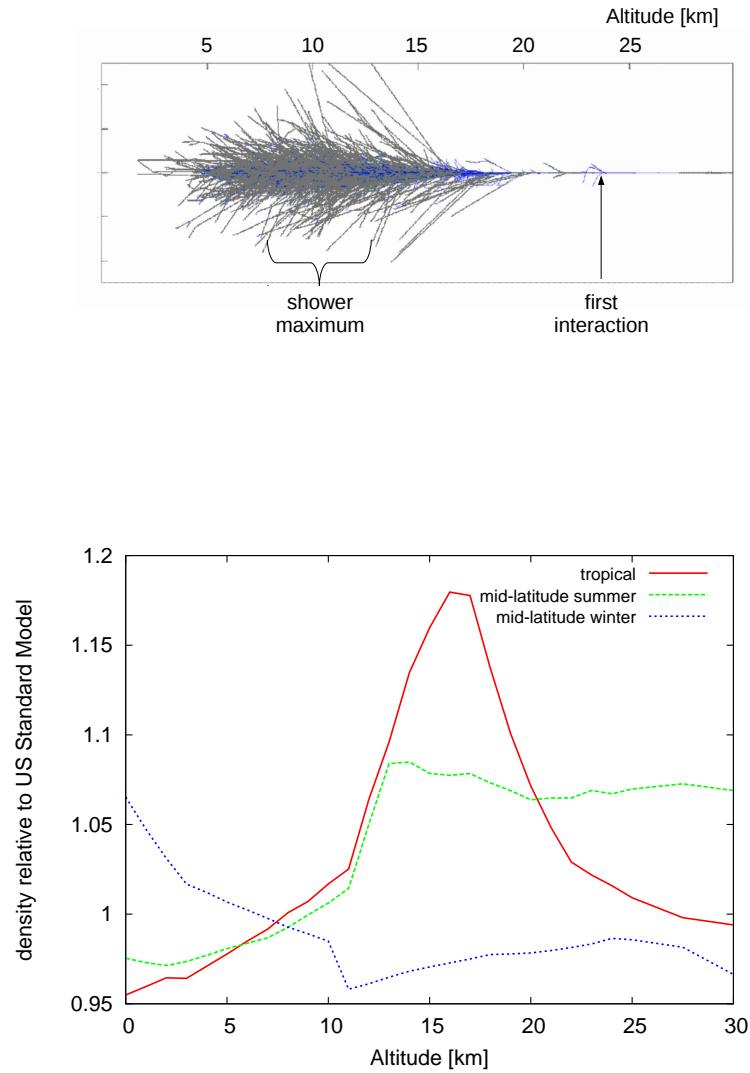 Altitude [km]
5 10 15 20 25
shower
maximum
first
interaction
1.2
1.15
1.1
1.05
1
0.95
density relative to US Standard Model
tropical
mid-latitude summer
mid-latitude winter
0 5 10 15 20 25 30
Altitude [km]